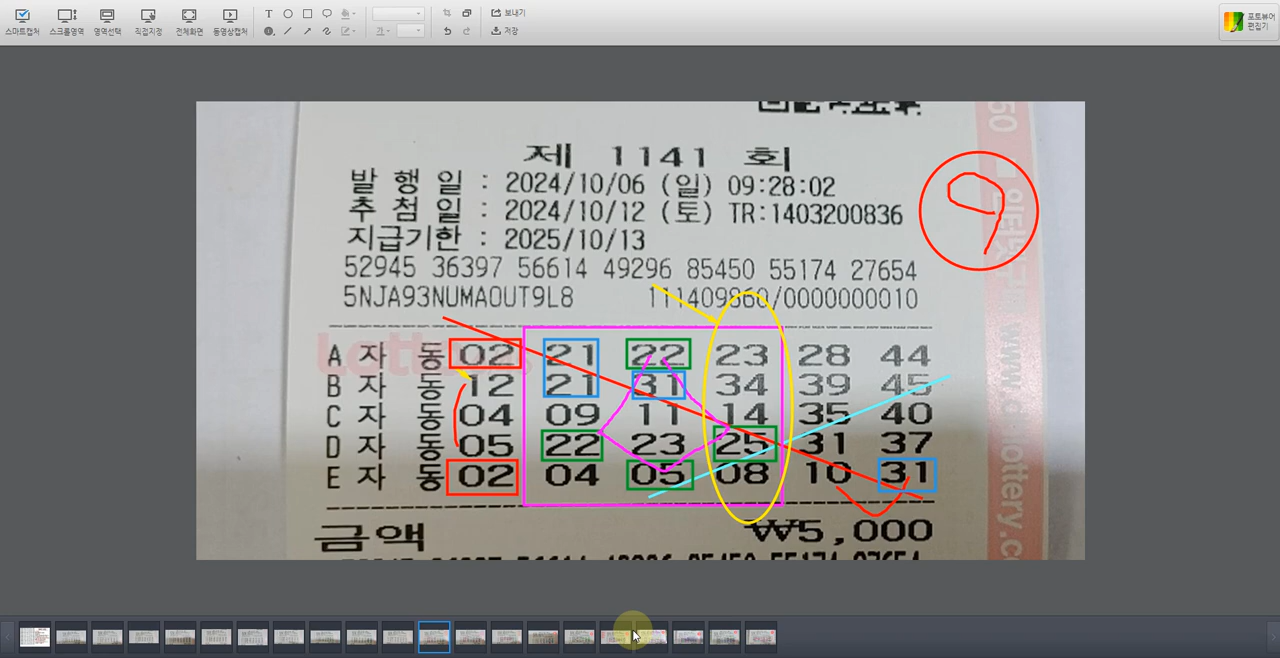 스마트캡처 스크롤영역 영역선택 직접지정 전체화면 동영상캡처 T 가 보내기 저장 포토뷰어 편집기
제 1141 회
발 행 일 : 2024/10/06 (일) 09:28:02
추 첨 일 : 2024/10/12 (토) TR:1403200836
지급기한 : 2025/10/13
52945 36397 56614 49296 85450 55174 27654
5NJA93NUMAOUT9L8 111409860/0000000010
A 자 동 02 21 22 23 28 44
B 자 동 12 21 31 34 39 45
C 자 동 04 09 11 14 35 40
D 자 동 05 22 23 25 31 37
E 자 동 02 04 05 08 10 31
금액 ₩5,000
9